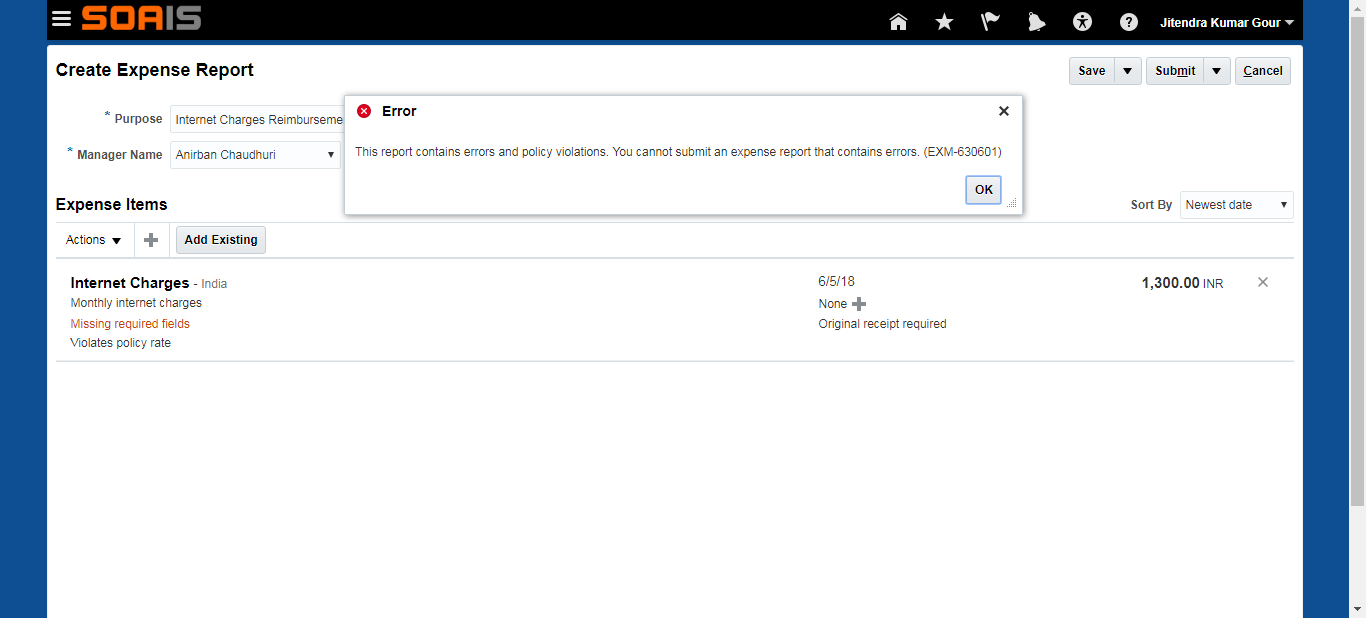 SOAIS
Jitendra Kumar Gour
Create Expense Report
Save
Submit
Cancel
* Purpose
Internet Charges Reimburseme
* Manager Name
Anirban Chaudhuri
Error
This report contains errors and policy violations. You cannot submit an expense report that contains errors. (EXM-630601)
OK
Expense Items
Sort By
Newest date
Actions
Add Existing
Internet Charges - India
6/5/18
1,300.00 INR
Monthly internet charges
None
Missing required fields
Original receipt required
Violates policy rate